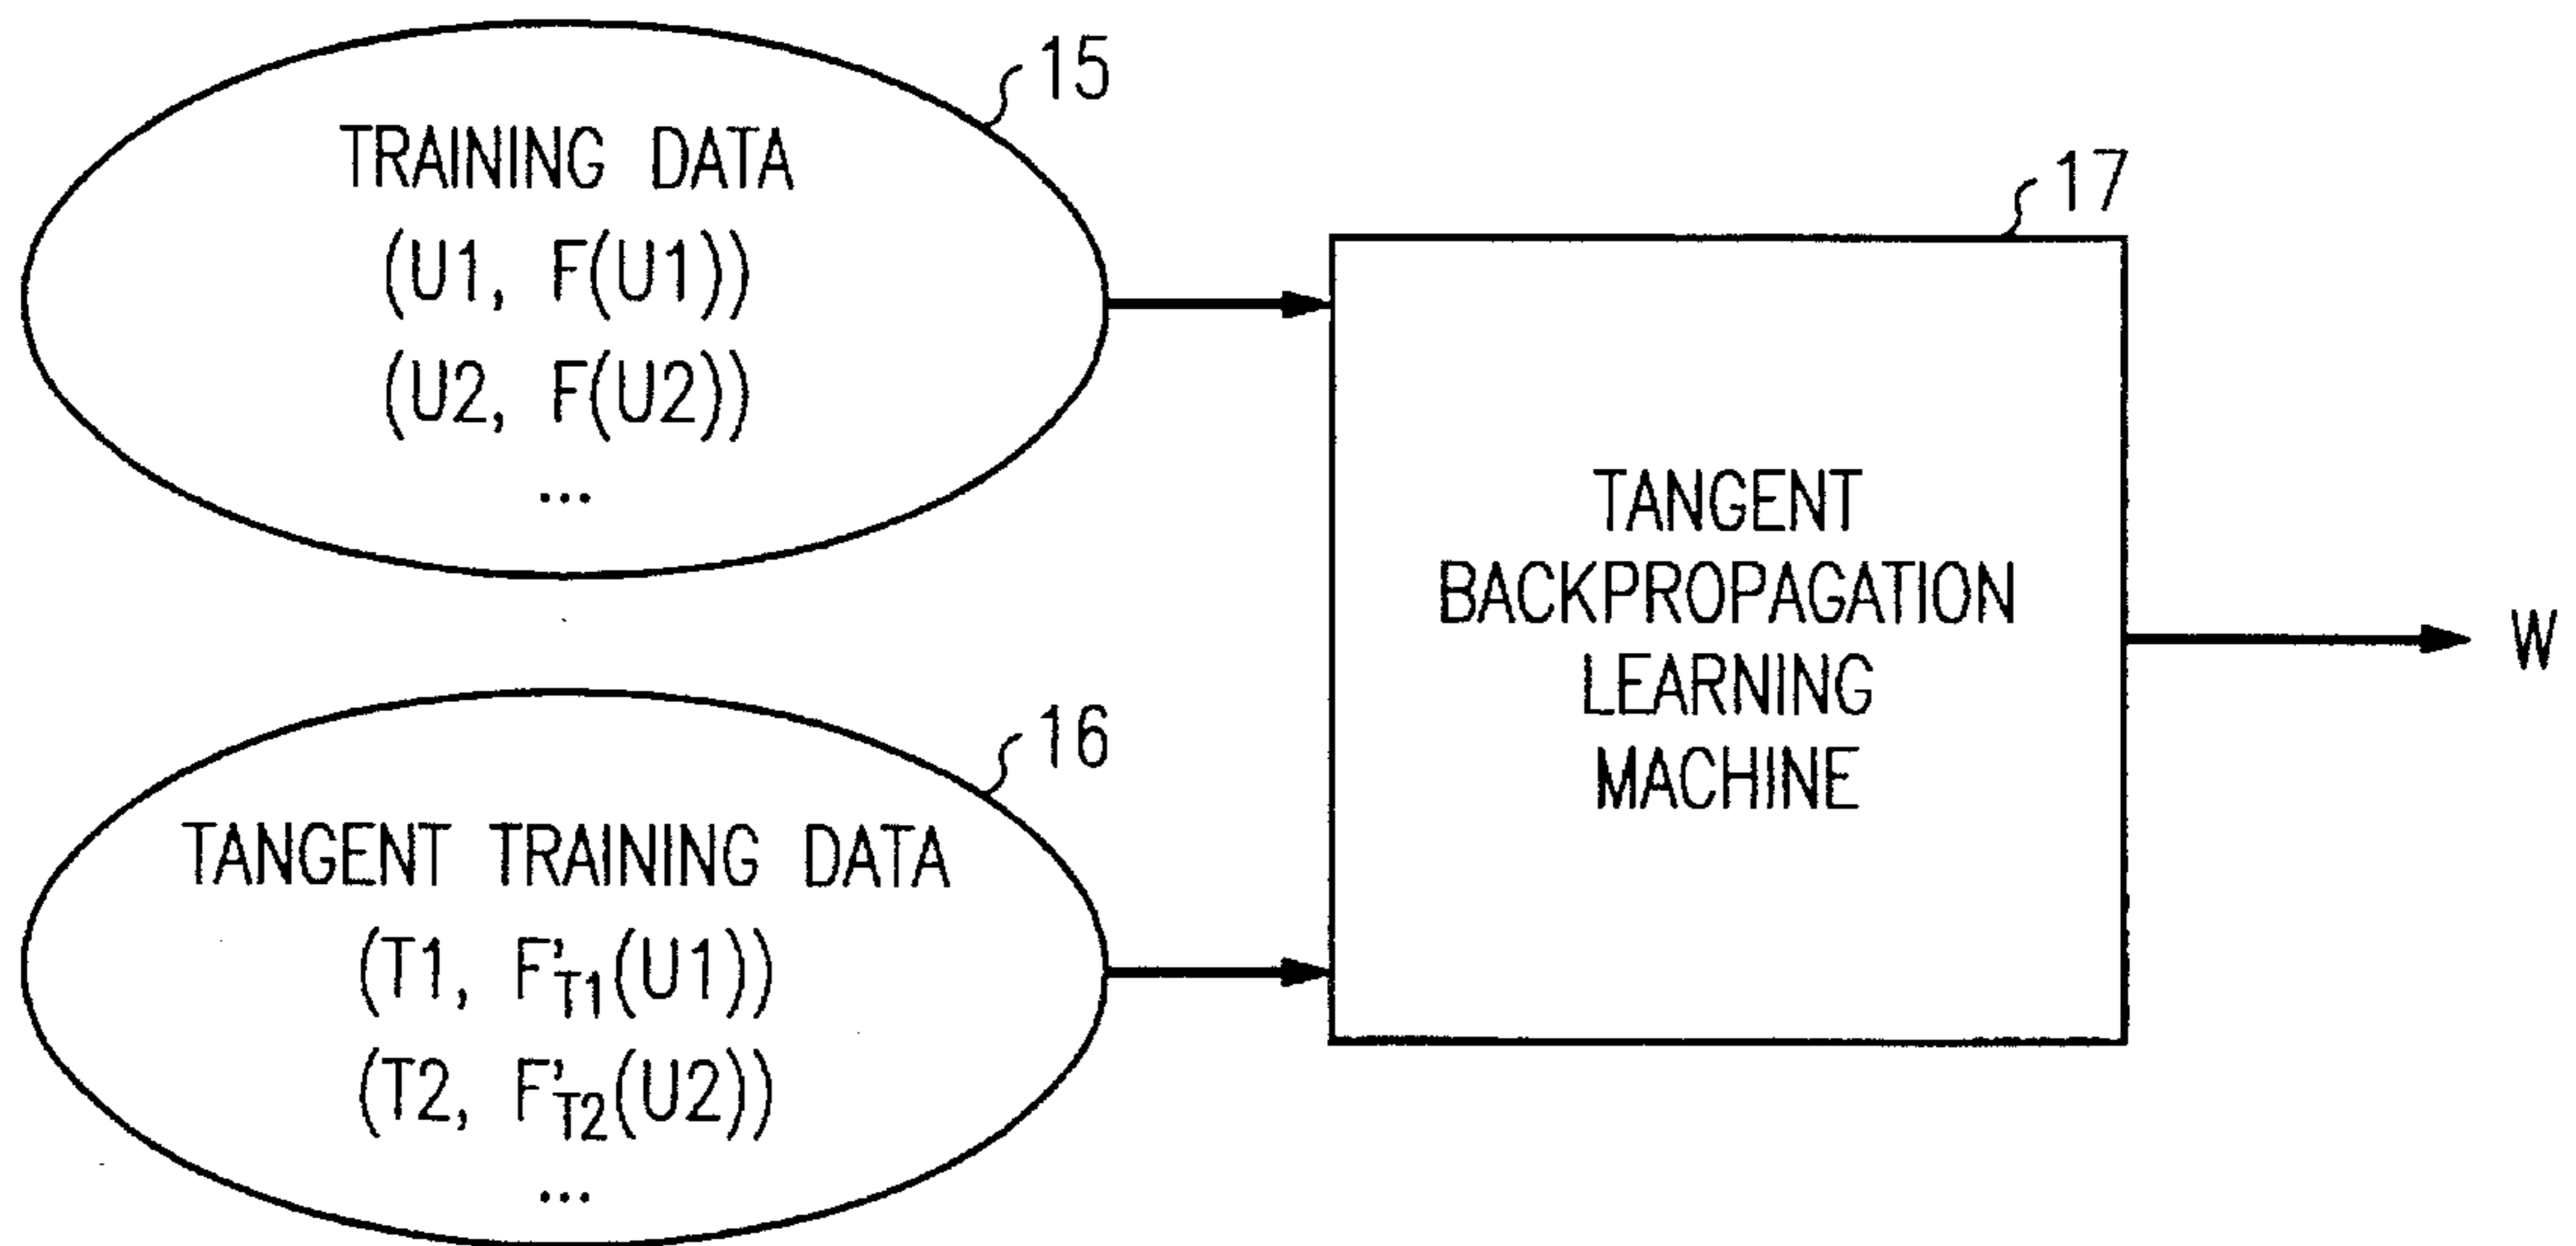 15
TRAINING DATA
(U1, F(U1))
(U2, F(U2))
...
16
TANGENT TRAINING DATA
(T1, F'T1(U1))
(T2, F'T2(U2))
...
17
TANGENT
BACKPROPAGATION
LEARNING
MACHINE
W